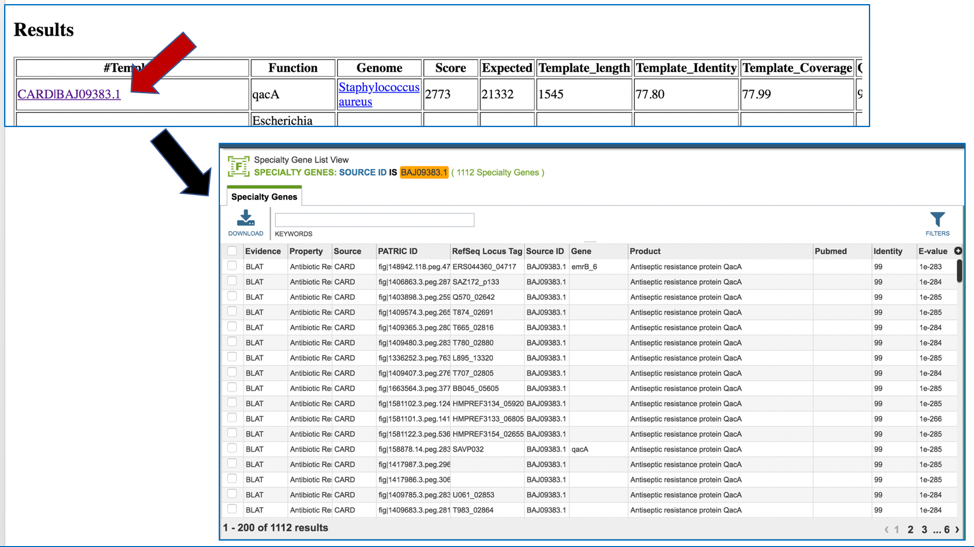 Results
Function Genome Score Expected Template_length Template_Identity Template_Coverage
CARD|BAJ09383.1 qacA Staphylococcus aureus 2773 21332 1545 77.80 77.99
Escherichia
Specialty Gene List View
SPECIALTY GENES: SOURCE ID IS BAJ09383.1 ( 1112 Specialty Genes )
Specialty Genes
DOWNLOAD KEYWORDS FILTERS
Evidence Property Source PATRIC ID RefSeq Locus Tag Source ID Gene Product Pubmed Identity E-value
BLAT Antibiotic Re CARD fig|148942.118.peg.47 ERS044360_04717 BAJ09383.1 emrB_6 Antiseptic resistance protein QacA 99 1e-283
BLAT Antibiotic Re CARD fig|1406863.3.peg.287 SAZ172_p133 BAJ09383.1 Antiseptic resistance protein QacA 99 1e-284
BLAT Antibiotic Re CARD fig|1403898.3.peg.259 Q570_02642 BAJ09383.1 Antiseptic resistance protein QacA 99 1e-285
BLAT Antibiotic Re CARD fig|1409574.3.peg.265 T874_02691 BAJ09383.1 Antiseptic resistance protein QacA 99 1e-285
BLAT Antibiotic Re CARD fig|1409365.3.peg.280 T665_02816 BAJ09383.1 Antiseptic resistance protein QacA 99 1e-284
BLAT Antibiotic Re CARD fig|1409480.3.peg.283 T780_02880 BAJ09383.1 Antiseptic resistance protein QacA 99 1e-284
BLAT Antibiotic Re CARD fig|1336252.3.peg.763 L895_13320 BAJ09383.1 Antiseptic resistance protein QacA 99 1e-285
BLAT Antibiotic Re CARD fig|1409407.3.peg.276 T707_02805 BAJ09383.1 Antiseptic resistance protein QacA 99 1e-284
BLAT Antibiotic Re CARD fig|1663564.3.peg.377 BB045_05605 BAJ09383.1 Antiseptic resistance protein QacA 99 1e-285
BLAT Antibiotic Re CARD fig|1581102.3.peg.124 HMPREF3134_05920 BAJ09383.1 Antiseptic resistance protein QacA 99 1e-285
BLAT Antibiotic Re CARD fig|1581101.3.peg.141 HMPREF3133_06805 BAJ09383.1 Antiseptic resistance protein QacA 99 1e-266
BLAT Antibiotic Re CARD fig|1581122.3.peg.536 HMPREF3154_02655 BAJ09383.1 Antiseptic resistance protein QacA 99 1e-285
BLAT Antibiotic Re CARD fig|158878.14.peg.283 SAVP032 BAJ09383.1 qacA Antiseptic resistance protein QacA 99 1e-285
BLAT Antibiotic Re CARD fig|1417987.3.peg.296 BAJ09383.1 Antiseptic resistance protein QacA 99 1e-285
BLAT Antibiotic Re CARD fig|1417986.3.peg.306 BAJ09383.1 Antiseptic resistance protein QacA 99 1e-285
BLAT Antibiotic Re CARD fig|1409785.3.peg.283 U061_02853 BAJ09383.1 Antiseptic resistance protein QacA 99 1e-284
BLAT Antibiotic Re CARD fig|1409683.3.peg.281 T983_02864 BAJ09383.1 Antiseptic resistance protein QacA 99 1e-284
1 - 200 of 1112 results 1 2 3 ... 6